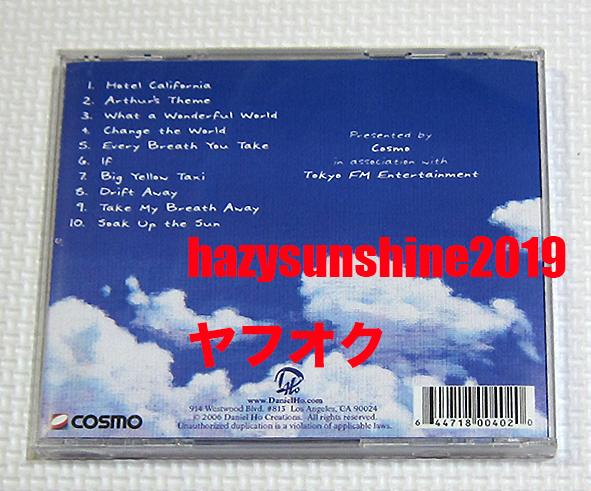 1. Hotel California
2. Arthur's Theme
3. What a Wonderful World
4. Change the World
5. Every Breath You Take
6. If
7. Big Yellow Taxi
8. Drift Away
9. Take My Breath Away
10. Soak Up the Sun
Presented by
Cosmo
in association with
Tokyo FM Entertainment
hazysunshine2019
ヤフオク
DHo
www.DanielHo.com
914 Westwood Blvd. #813 Los Angeles, CA 90024
© 2006 Daniel Ho Creations. All rights reserved.
Unauthorized duplication is a violation of applicable laws.
COSMO
6 44718 00402 0